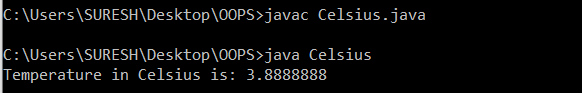 C:\Users\SURESH\Desktop\OOPS>javac Celsius.java
C:\Users\SURESH\Desktop\OOPS>java Celsius
Temperature in Celsius is: 3.8888888